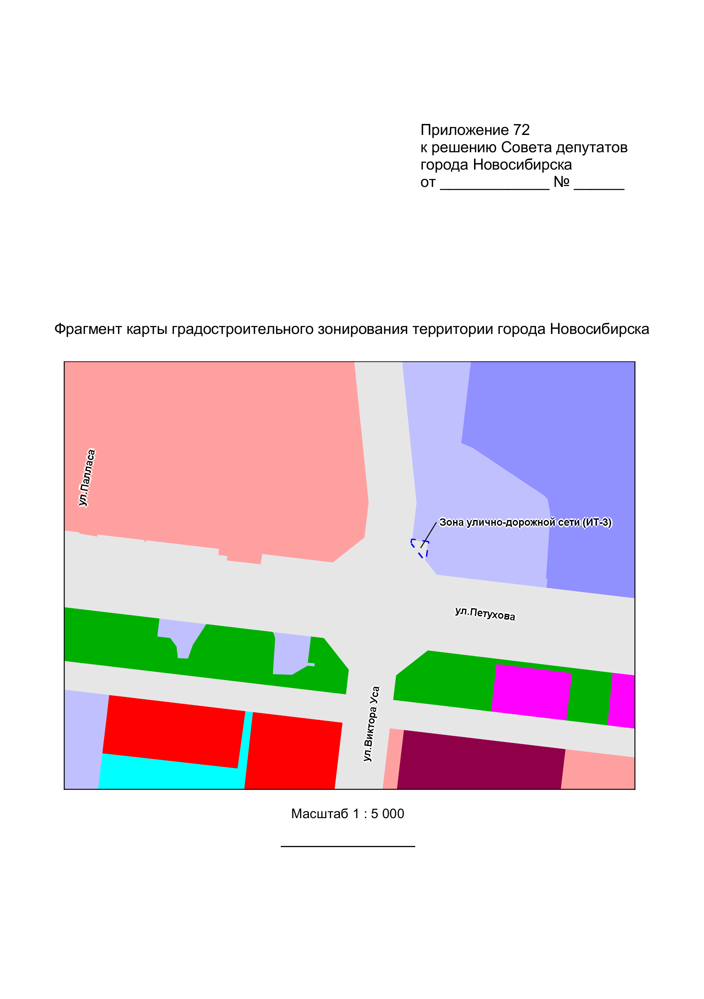 Приложение 72
к решению Совета депутатов
города Новосибирска
от _____________ № ______
Фрагмент карты градостроительного зонирования территории города Новосибирска
ул.Палласа
Зона улично-дорожной сети (ИТ-3)
ул.Петухова
ул.Виктора Уса
Масштаб 1 : 5 000